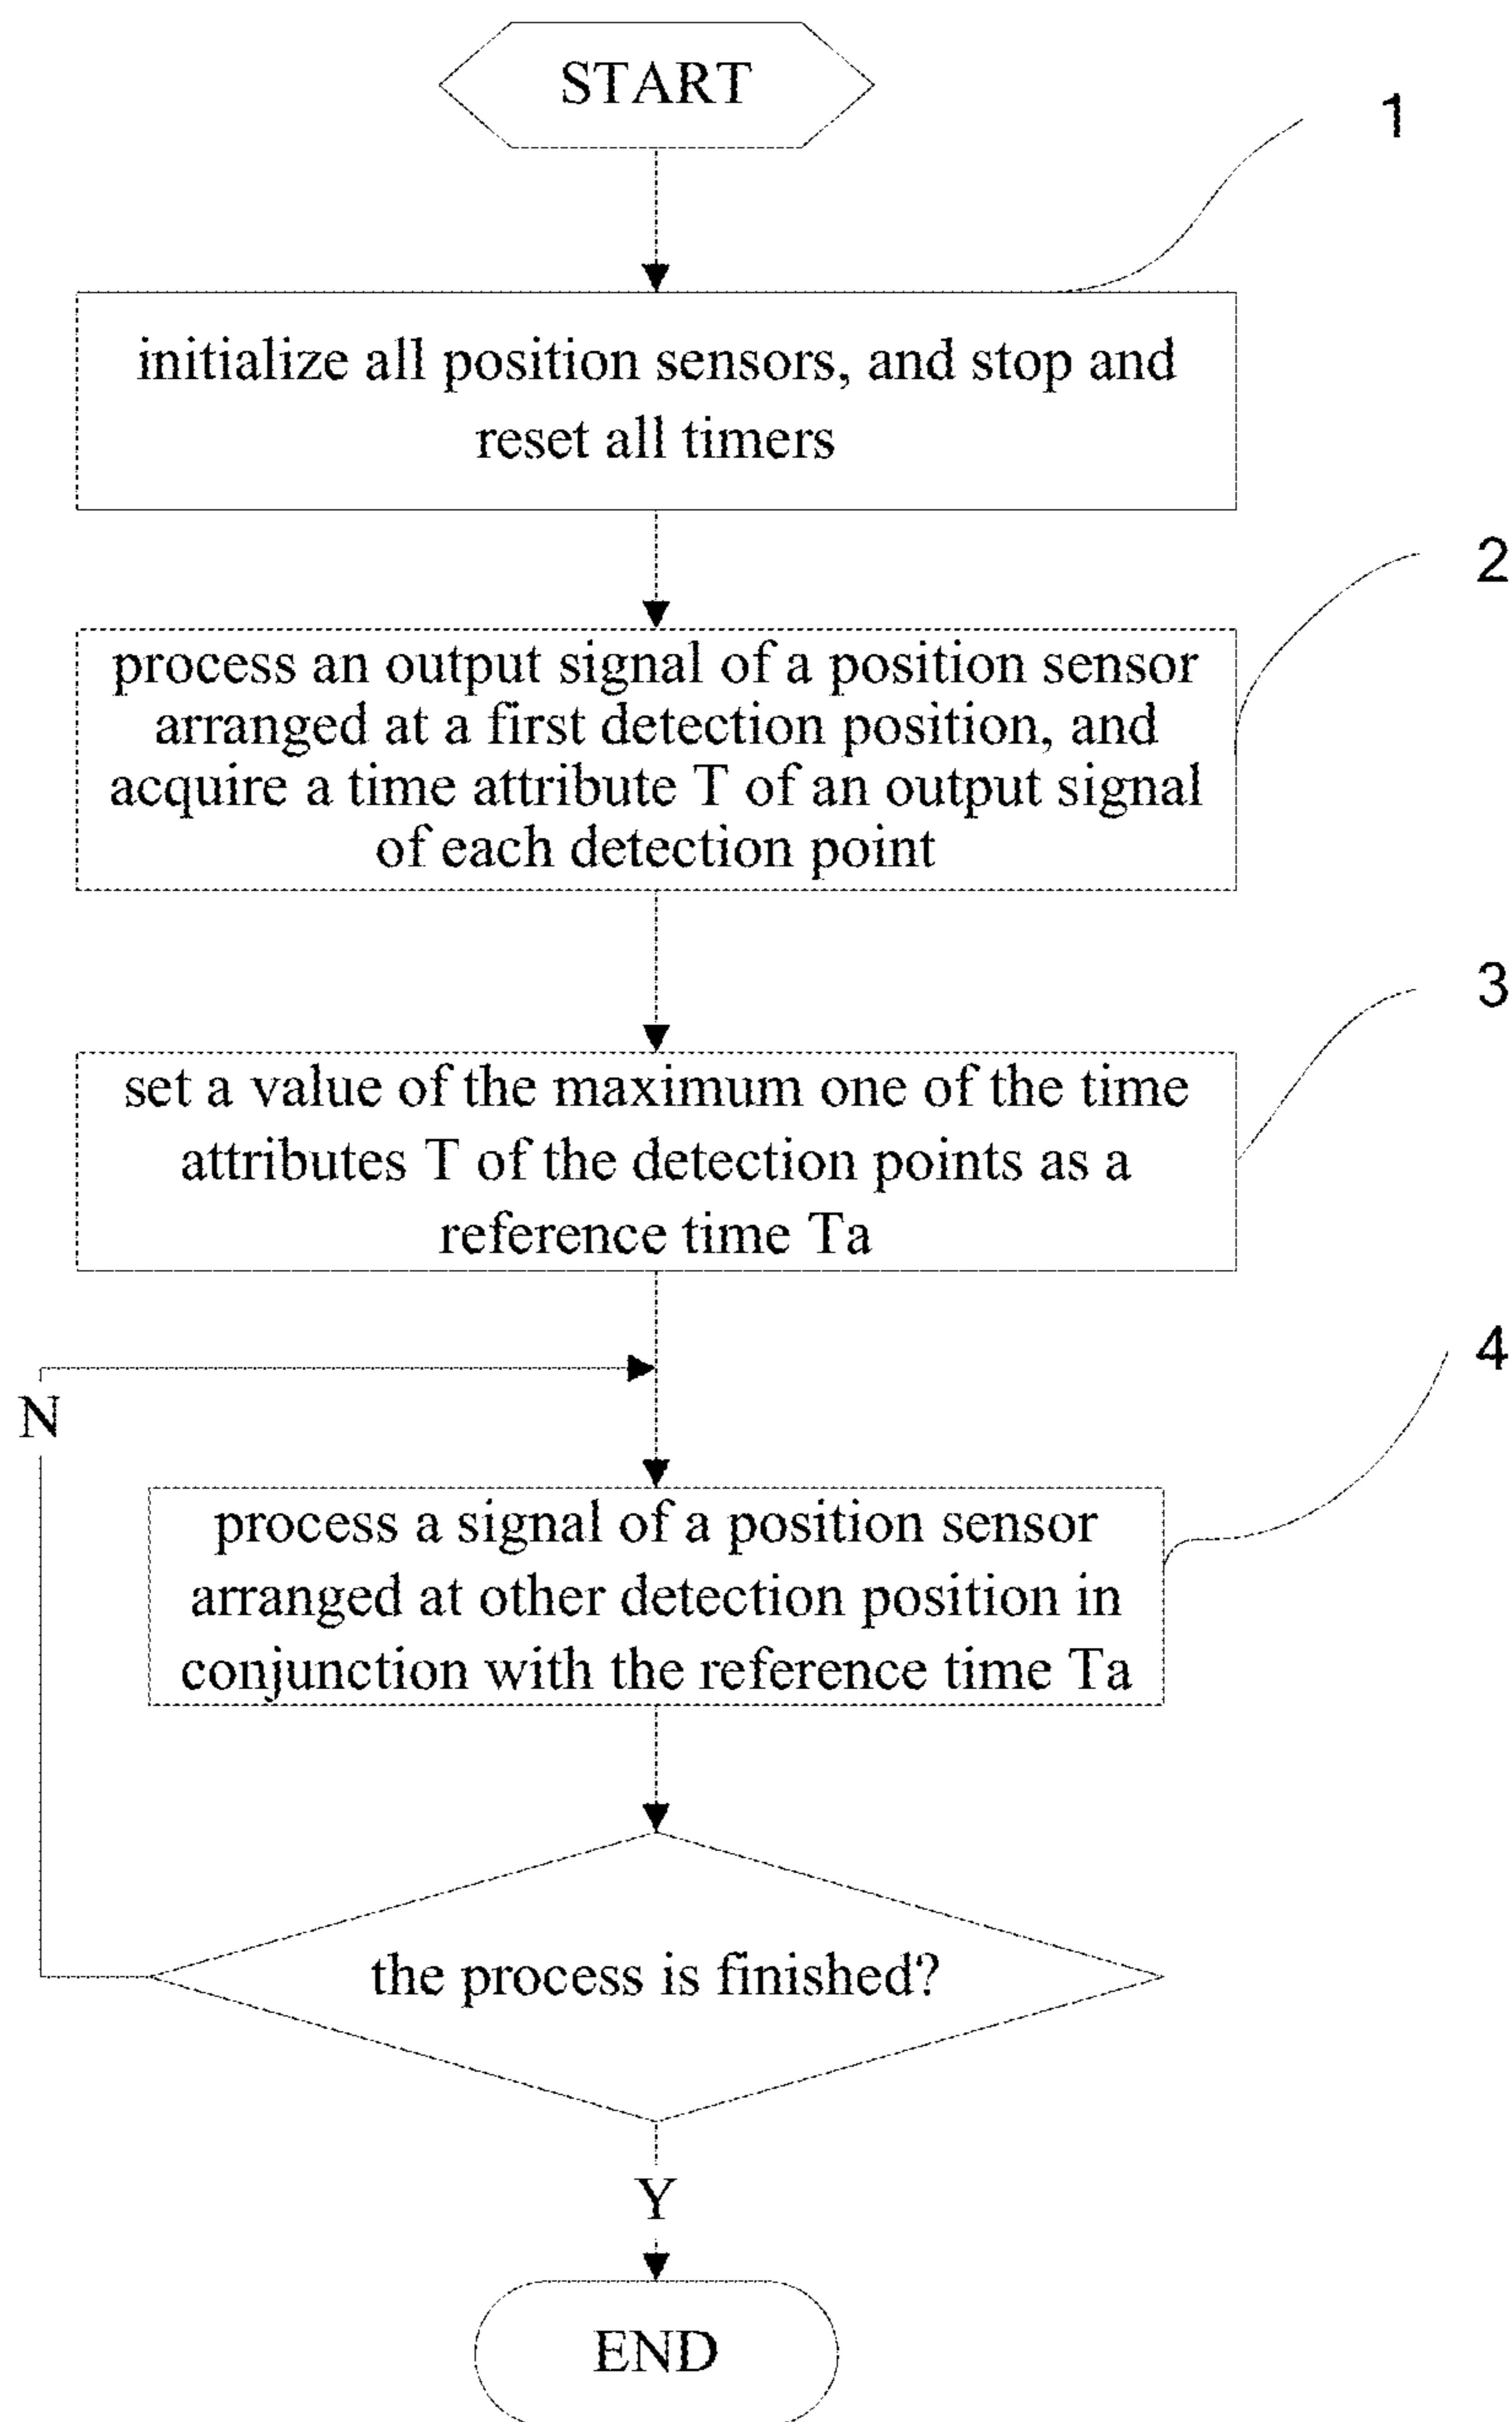 START
1
initialize all position sensors, and stop and
reset all timers
2
process an output signal of a position sensor
arranged at a first detection position, and
acquire a time attribute T of an output signal
of each detection point
3
set a value of the maximum one of the time
attributes T of the detection points as a
reference time Ta
4
N
process a signal of a position sensor
arranged at other detection position in
conjunction with the reference time Ta
the process is finished?
Y
END